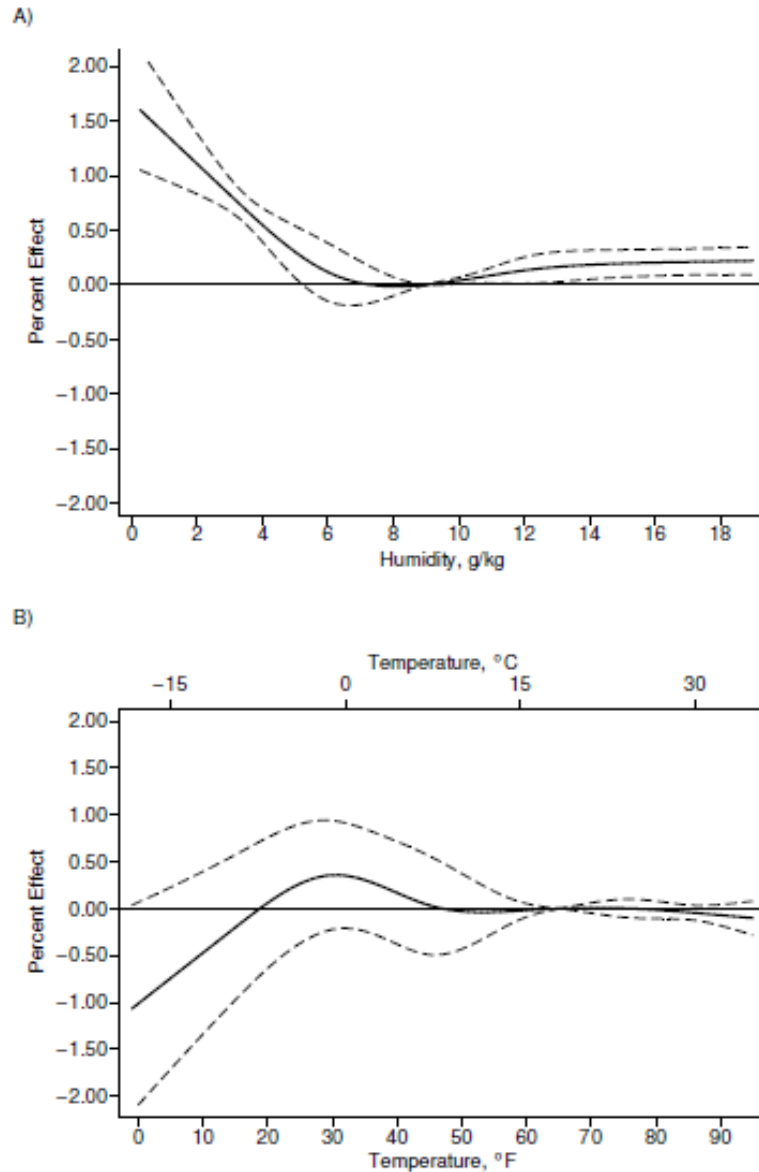 A)
Percent Effect
2.00
1.50
1.00
0.50
0.00
−0.50
−1.00
−1.50
−2.00
0 2 4 6 8 10 12 14 16 18
Humidity, g/kg
B)
Temperature, °C
−15 0 15 30
Percent Effect
2.00
1.50
1.00
0.50
0.00
−0.50
−1.00
−1.50
−2.00
0 10 20 30 40 50 60 70 80 90
Temperature, °F